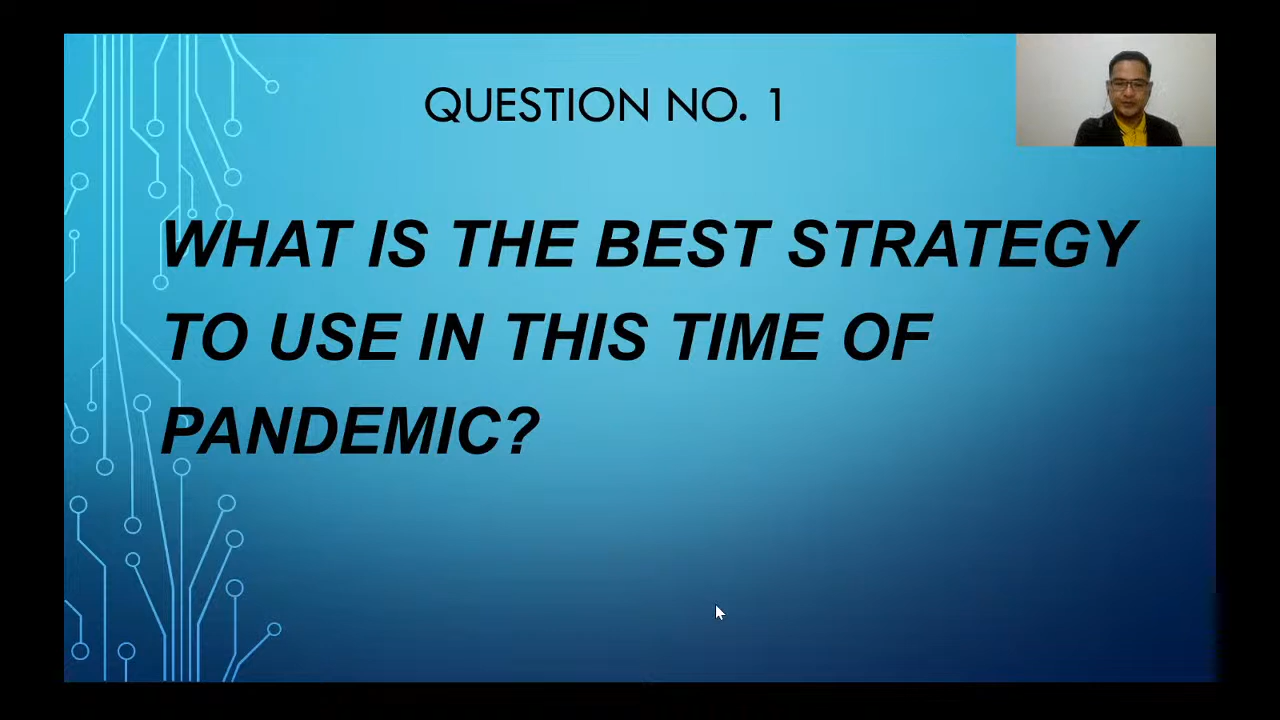 QUESTION NO. 1
WHAT IS THE BEST STRATEGY
TO USE IN THIS TIME OF
PANDEMIC?